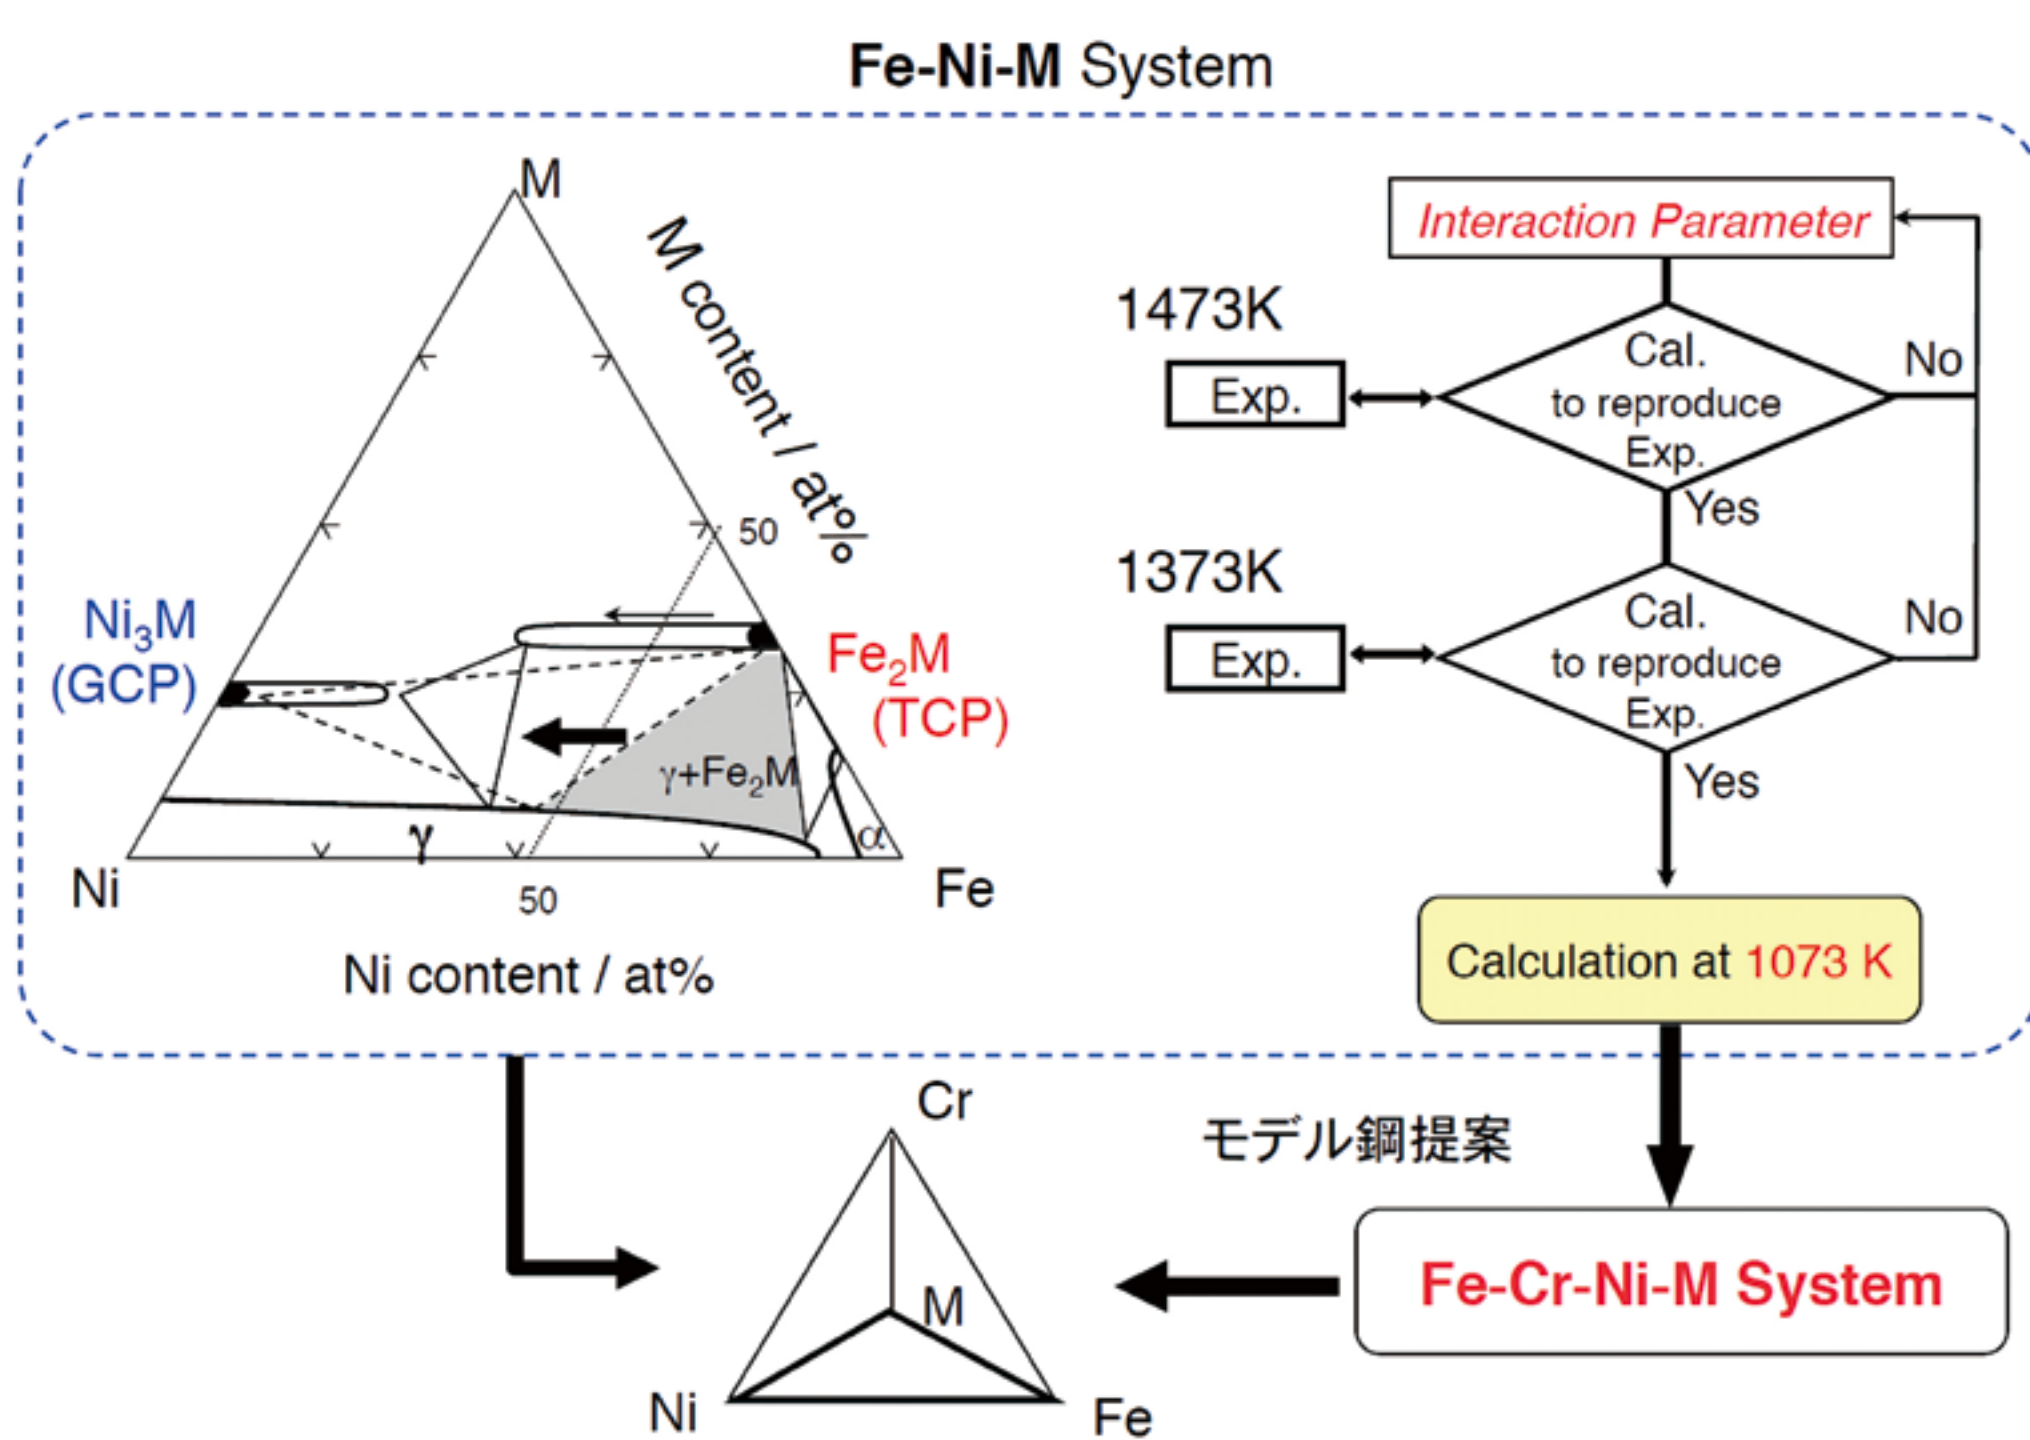 Fe-Ni-M System
M
M content / at%
50
Ni₃M
(GCP)
Fe₂M
(TCP)
γ+Fe₂M
γ
α
Ni
50
Fe
Ni content / at%
Interaction Parameter
1473K
Exp.
Cal.
to reproduce
Exp.
No
Yes
1373K
Exp.
Cal.
to reproduce
Exp.
No
Yes
Calculation at 1073 K
モデル鋼提案
Fe-Cr-Ni-M System
Cr
M
Ni
Fe